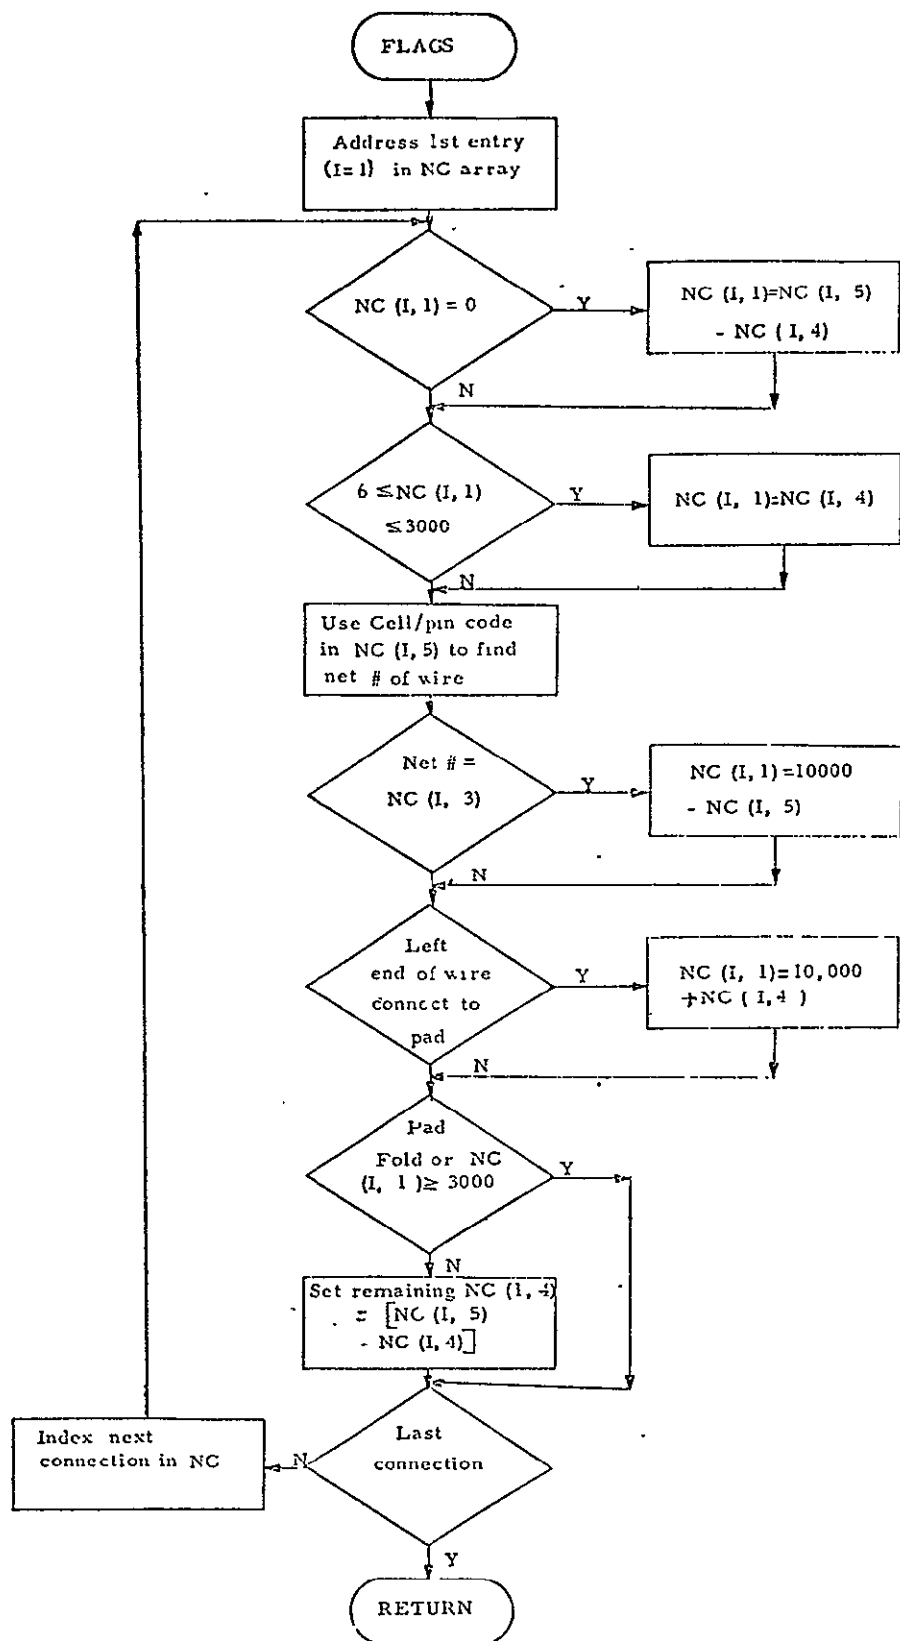 FLAGS
Address 1st entry
(I=1) in NC array
NC (I, 1) = 0
Y
NC (I, 1)=NC (I, 5)
- NC (I, 4)
N
6 ≤NC (I, 1)
≤3000
Y
NC (I, 1)=NC (I, 4)
N
Use Cell/pin code
in NC (I, 5) to find
net # of wire
Net # =
NC (I, 3)
Y
NC (I, 1)=10000
- NC (I, 5)
N
Left
end of wire
connect to
pad
Y
NC (I, 1)=10,000
+NC (I, 4)
N
Pad
Fold or NC
(I, 1)≥ 3000
Y
N
Set remaining NC (I, 4)
= [NC (I, 5)
- NC (I, 4)]
Last
connection
N
Index next
connection in NC
Y
RETURN